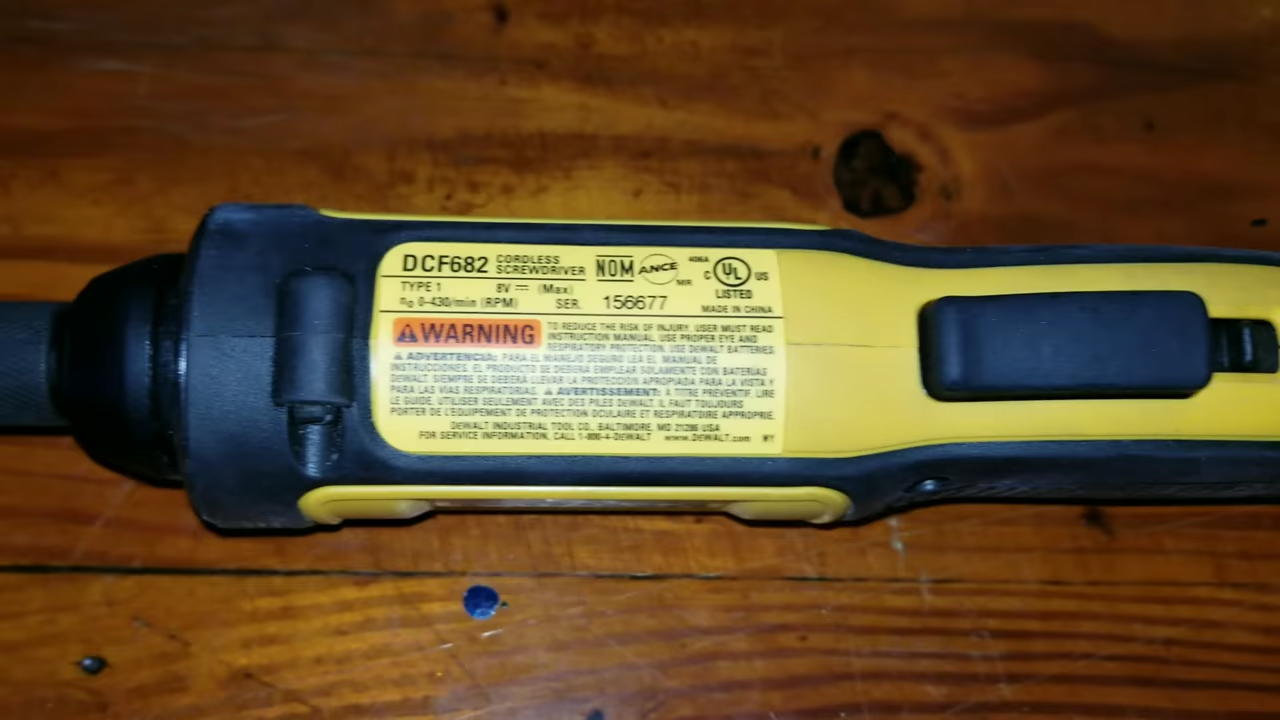 DCF682 CORDLESS SCREWDRIVER NOM ANCE MR 406A C UL US LISTED
TYPE 1 8V ⎓ (Max)
n₀ 0-430/min (RPM) SER. 156677 MADE IN CHINA
⚠WARNING TO REDUCE THE RISK OF INJURY, USER MUST READ
INSTRUCTION MANUAL. USE PROPER EYE AND
RESPIRATORY PROTECTION. USE DEWALT BATTERIES.
⚠ ADVERTENCIA: PARA EL MANEJO SEGURO LEA EL MANUAL DE
INSTRUCCIONES. EL PRODUCTO SE DEBERÁ EMPLEAR SOLAMENTE CON BATERIAS
DEWALT. SIEMPRE SE DEBERÁ LLEVAR LA PROTECCIÓN APROPIADA PARA LA VISTA Y
PARA LAS VÍAS RESPIRATORIAS. ⚠ AVERTISSEMENT: À TITRE PRÉVENTIF, LIRE
LE GUIDE. UTILISER SEULEMENT AVEC DES PILES DEWALT. IL FAUT TOUJOURS
PORTER DE L'ÉQUIPEMENT DE PROTECTION OCULAIRE ET RESPIRATOIRE APPROPRIÉ.
DEWALT INDUSTRIAL TOOL CO., BALTIMORE, MD 21286 USA
FOR SERVICE INFORMATION, CALL 1-800-4-DEWALT www.DEWALT.com WY